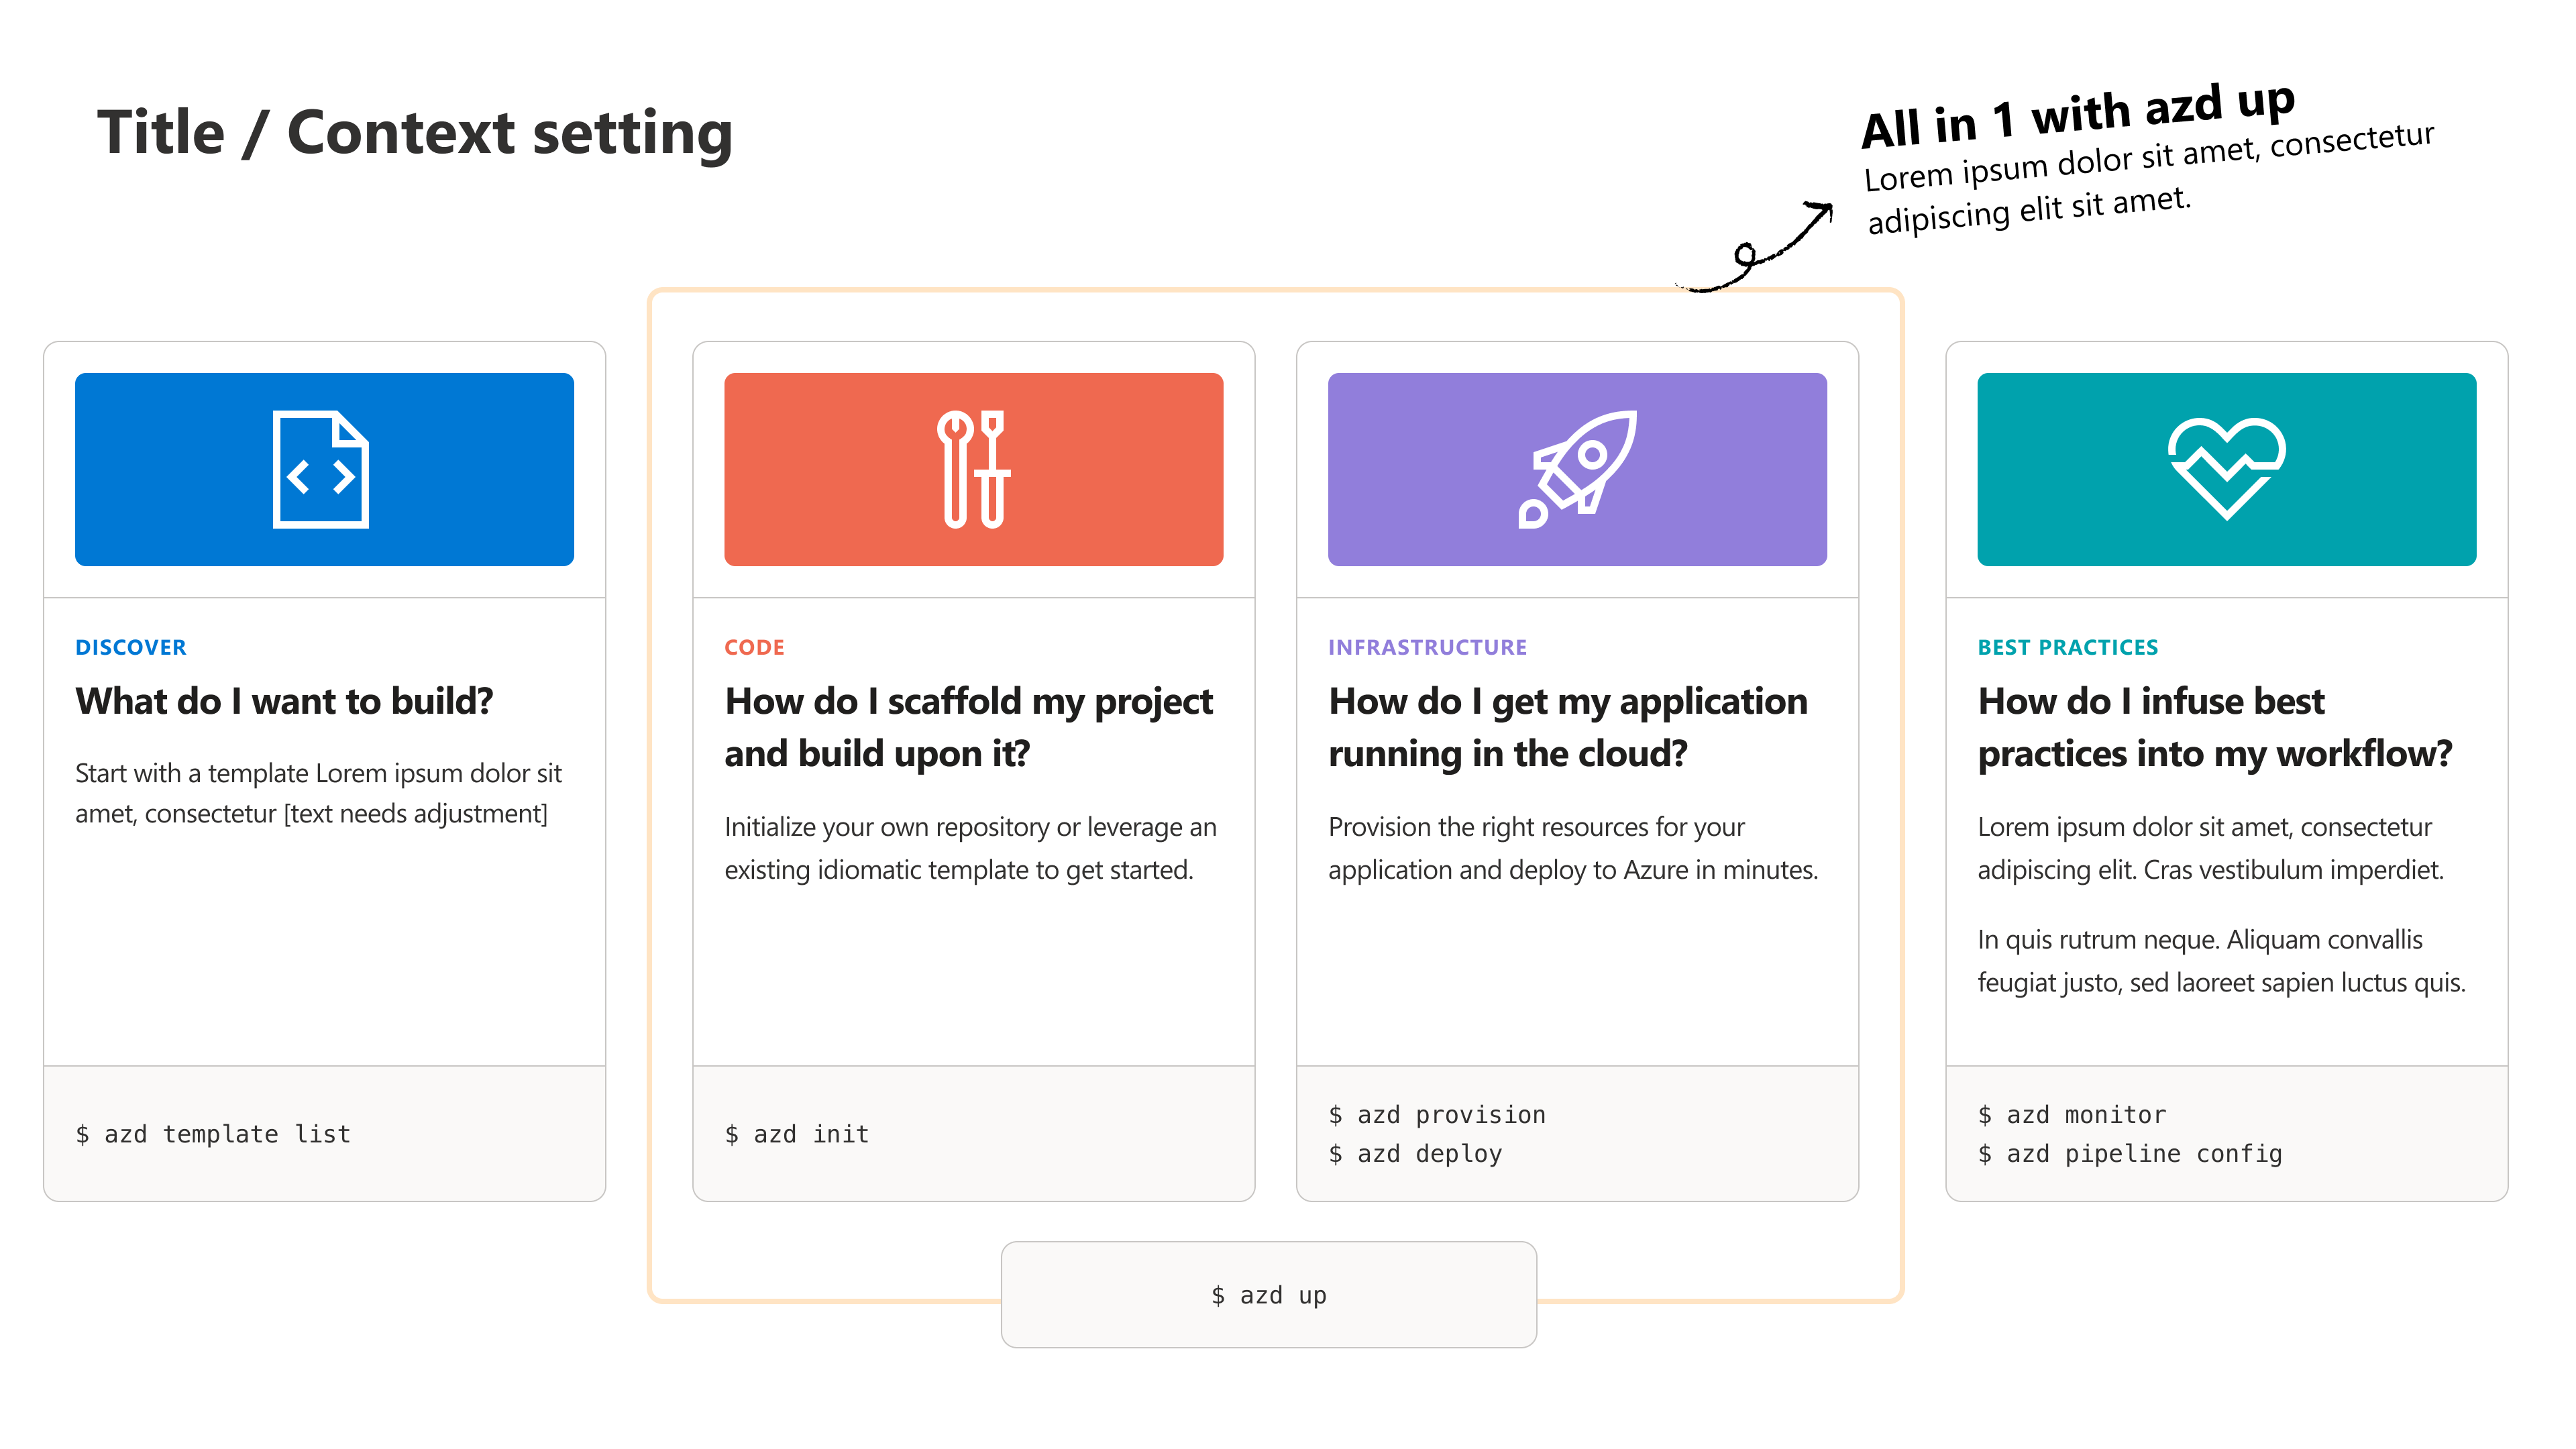 Title / Context setting
All in 1 with azd up
Lorem ipsum dolor sit amet, consectetur
adipiscing elit sit amet.
DISCOVER
What do I want to build?
Start with a template Lorem ipsum dolor sit
amet, consectetur [text needs adjustment]
$ azd template list
CODE
How do I scaffold my project
and build upon it?
Initialize your own repository or leverage an
existing idiomatic template to get started.
$ azd init
INFRASTRUCTURE
How do I get my application
running in the cloud?
Provision the right resources for your
application and deploy to Azure in minutes.
$ azd provision
$ azd deploy
BEST PRACTICES
How do I infuse best
practices into my workflow?
Lorem ipsum dolor sit amet, consectetur
adipiscing elit. Cras vestibulum imperdiet.
In quis rutrum neque. Aliquam convallis
feugiat justo, sed laoreet sapien luctus quis.
$ azd monitor
$ azd pipeline config
$ azd up